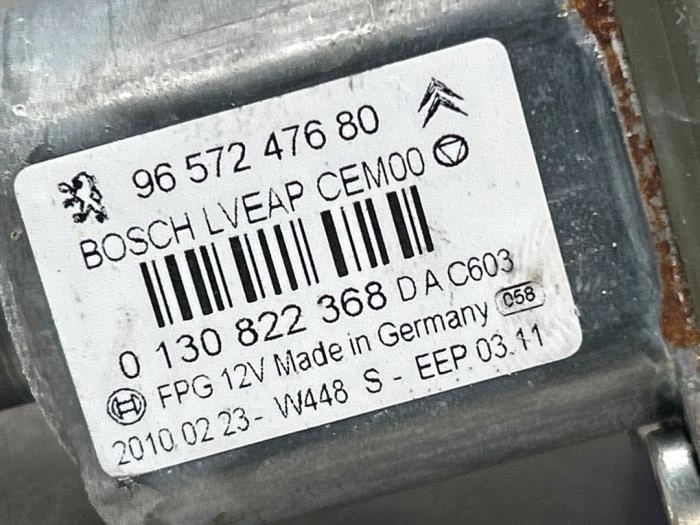 96 572 476 80
BOSCH LVEAP CEM00
0 130 822 368 D A C603
FPG 12V Made in Germany 058
2010.02.23- W448 S - EEP 03.11